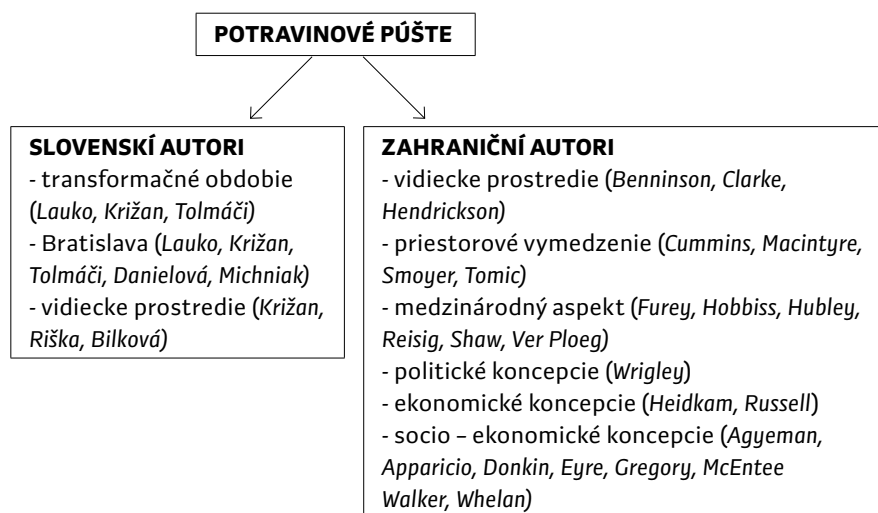 POTRAVINOVÉ PÚŠTE
SLOVENSKÍ AUTORI
- transformačné obdobie
(Lauko, Križan, Tolmáči)
- Bratislava (Lauko, Križan,
Tolmáči, Danielová, Michniak)
- vidiecke prostredie (Križan,
Riška, Bilková)
ZAHRANIČNÍ AUTORI
- vidiecke prostredie (Benninson, Clarke,
Hendrickson)
- priestorové vymedzenie (Cummins, Macintyre,
Smoyer, Tomic)
- medzinárodný aspekt (Furey, Hobbiss, Hubley,
Reisig, Shaw, Ver Ploeg)
- politické koncepcie (Wrigley)
- ekonomické koncepcie (Heidkam, Russell)
- socio – ekonomické koncepcie (Agyeman,
Apparicio, Donkin, Eyre, Gregory, McEntee
Walker, Whelan)